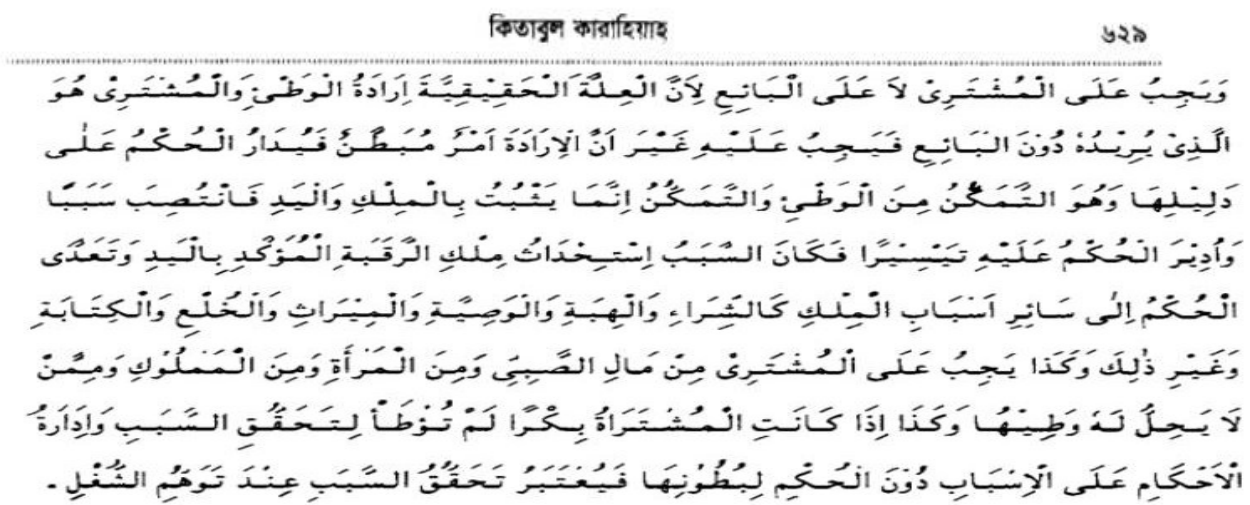 কিতাবুল কারাহিয়াহ ৬২৯
وَيَجِبُ عَلَى الْمُشْتَرِىْ لَا عَلَى الْبَائِعِ لِاَنَّ الْعِلَّةَ الْحَقِيْقِيَّةَ اِرَادَةُ الْوَطْئِ وَالْمُشْتَرِىْ هُوَ
الَّذِىْ يُرِيْدُهُ دُوْنَ الْبَائِعِ فَيَجِبُ عَلَيْهِ غَيْرَ اَنَّ الْاِرَادَةَ اَمْرٌ مُبَطَّنٌ فَيُدَارُ الْحُكْمُ عَلٰى
دَلِيْلِهَا وَهُوَ التَّمَكُّنُ مِنَ الْوَطْئِ وَالتَّمَكُّنُ اِنَّمَا يَثْبُتُ بِالْمِلْكِ وَالْيَدِ فَانْتُصِبَ سَبَبًا
وَاُدِيْرَ الْحُكْمُ عَلَيْهِ تَيْسِيْرًا فَكَانَ السَّبَبُ اِسْتِحْدَاثُ مِلْكِ الرَّقَبَةِ الْمُؤَكَّدِ بِالْيَدِ وَتَعَدَّى
الْحُكْمُ اِلٰى سَائِرِ اَسْبَابِ الْمِلْكِ كَالشِّرَاءِ وَالْهِبَةِ وَالْوَصِيَّةِ وَالْمِيْرَاثِ وَالْخُلْعِ وَالْكِتَابَةِ
وَغَيْرِ ذٰلِكَ وَكَذَا يَجِبُ عَلَى الْمُشْتَرِىْ مِنْ مَالِ الصَّبِيِّ وَمِنَ الْمَرْأَةِ وَمِنَ الْمَمْلُوْكِ وَمِمَّنْ
لَا يَحِلُّ لَهُ وَطِيْهُا وَكَذَا اِذَا كَانَتِ الْمُشْتَرَاةُ بِكْرًا لَمْ تُوْطَأْ لِتَحَقُّقِ السَّبَبِ وَاِدَارَةُ
الْاَحْكَامِ عَلَى الْاِسْبَابِ دُوْنَ الْحُكْمِ لِبُطُوْنِهَا فَيُعْتَبَرُ تَحَقُّقُ السَّبَبِ عِنْدَ تَوَهُّمِ الشُّغْلِ ـ